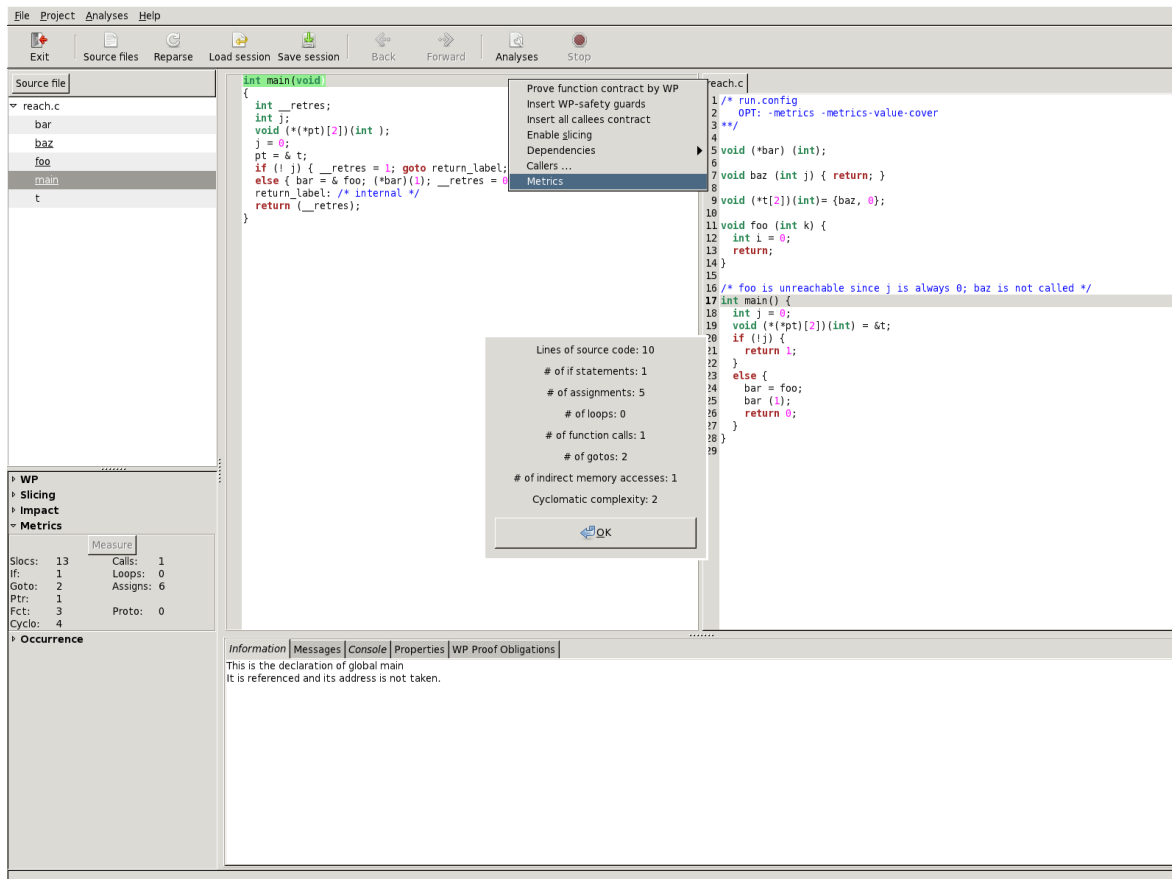 File Project Analyses Help
Exit Source files Reparse Load session Save session Back Forward Analyses Stop
Source file
reach.c
bar
baz
foo
main
t
int main(void
{
int __retres;
int j;
void (*(*pt)[2])(int );
j = 0;
pt = & t;
if (! j) { __retres = 1; goto return_label;
else { bar = & foo; (*bar)(1); __retres = 0
return_label: /* internal */
return (__retres);
}
Prove function contract by WP
Insert WP-safety guards
Insert all callees contract
Enable slicing
Dependencies
Callers ...
Metrics
reach.c
1 /* run.config
2 OPT: -metrics -metrics-value-cover
3 **/
4
5 void (*bar) (int);
6
7 void baz (int j) { return; }
8
9 void (*t[2])(int)= {baz, 0};
10
11 void foo (int k) {
12 int i = 0;
13 return;
14 }
15
16 /* foo is unreachable since j is always 0; baz is not called */
17 int main() {
18 int j = 0;
19 void (*(*pt)[2])(int) = &t;
20 if (!j) {
21 return 1;
22 }
23 else {
24 bar = foo;
25 bar (1);
26 return 0;
27 }
28 }
29
Lines of source code: 10
# of if statements: 1
# of assignments: 5
# of loops: 0
# of function calls: 1
# of gotos: 2
# of indirect memory accesses: 1
Cyclomatic complexity: 2
OK
WP
Slicing
Impact
Metrics
Measure
Slocs: 13 Calls: 1
If: 1 Loops: 0
Goto: 2 Assigns: 6
Ptr: 1
Fct: 3 Proto: 0
Cyclo: 4
Occurrence
Information Messages Console Properties WP Proof Obligations
This is the declaration of global main
It is referenced and its address is not taken.